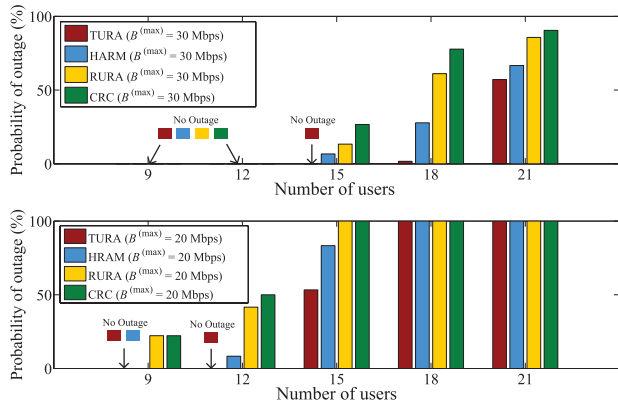 100
50
0
Probability of outage (%)
TURA (B^(max) = 30 Mbps)
HARM (B^(max) = 30 Mbps)
RURA (B^(max) = 30 Mbps)
CRC (B^(max) = 30 Mbps)
No Outage
No Outage
9 12 15 18 21
Number of users
100
50
0
Probability of outage (%)
TURA (B^(max) = 20 Mbps)
HRAM (B^(max) = 20 Mbps)
RURA (B^(max) = 20 Mbps)
CRC (B^(max) = 20 Mbps)
No Outage
No Outage
9 12 15 18 21
Number of users